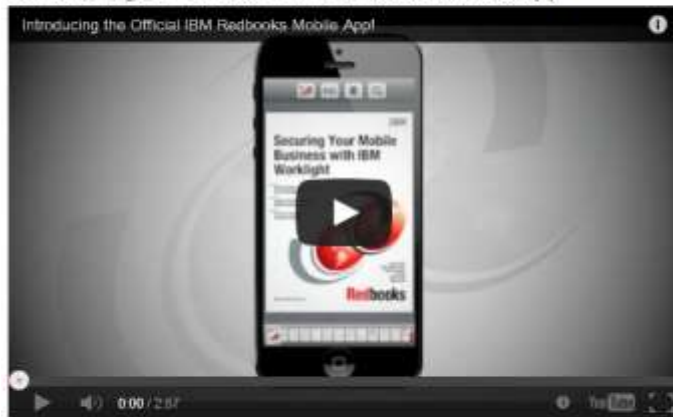 Introducing the Official IBM Redbooks Mobile App!
IBM
Securing Your Mobile
Business with IBM
Worklight
Redbooks
0:00 / 2:57
YouTube